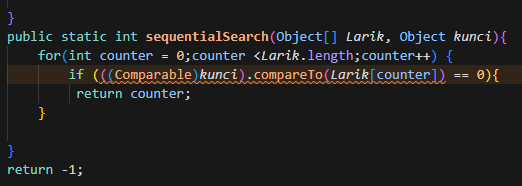 }
public static int sequentialSearch(Object[] Larik, Object kunci){
for(int counter = 0;counter <Larik.length;counter++) {
if (((Comparable)kunci).compareTo(Larik[counter]) == 0){
return counter;
}
}
return -1;